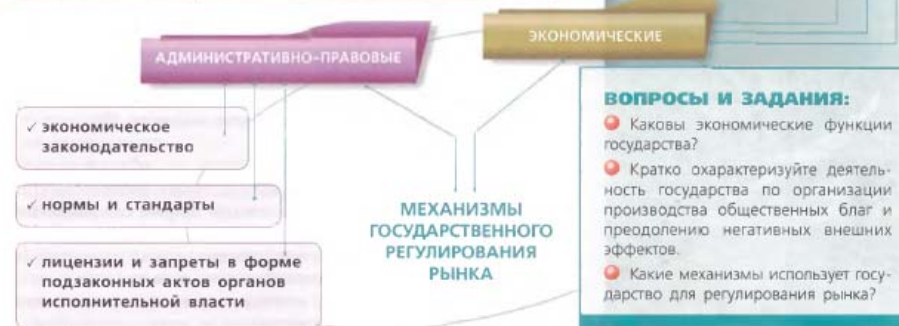 АДМИНИСТРАТИВНО-ПРАВОВЫЕ
ЭКОНОМИЧЕСКИЕ
✓ экономическое
законодательство
✓ нормы и стандарты
✓ лицензии и запреты в форме
подзаконных актов органов
исполнительной власти
МЕХАНИЗМЫ
ГОСУДАРСТВЕННОГО
РЕГУЛИРОВАНИЯ
РЫНКА
ВОПРОСЫ И ЗАДАНИЯ:
Каковы экономические функции
государства?
Кратко охарактеризуйте деятель-
ность государства по организации
производства общественных благ и
преодолению негативных внешних
эффектов.
Какие механизмы использует госу-
дарство для регулирования рынка?